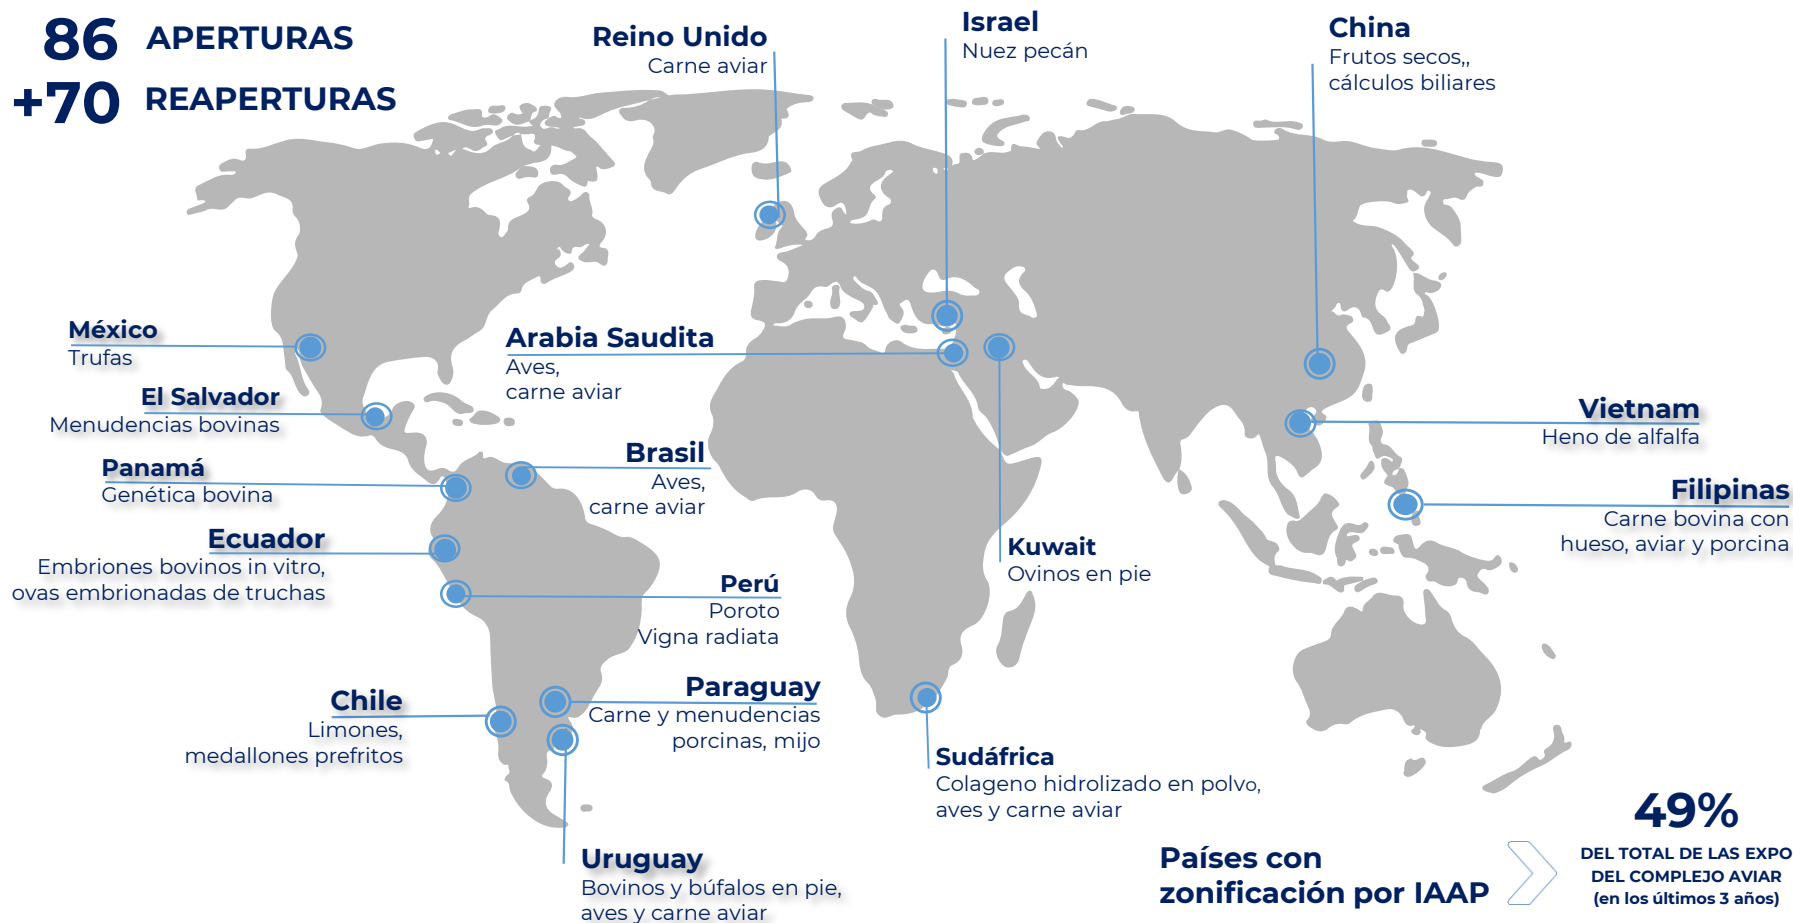 86 APERTURAS
+70 REAPERTURAS
Reino Unido
Carne aviar
Israel
Nuez pecán
China
Frutos secos,,
cálculos biliares
México
Trufas
El Salvador
Menudencias bovinas
Panamá
Genética bovina
Ecuador
Embriones bovinos in vitro,
ovas embrionadas de truchas
Arabia Saudita
Aves,
carne aviar
Brasil
Aves,
carne aviar
Perú
Poroto
Vigna radiata
Kuwait
Ovinos en pie
Vietnam
Heno de alfalfa
Filipinas
Carne bovina con
hueso, aviar y porcina
Chile
Limones,
medallones prefritos
Paraguay
Carne y menudencias
porcinas, mijo
Sudáfrica
Colageno hidrolizado en polvo,
aves y carne aviar
Uruguay
Bovinos y búfalos en pie,
aves y carne aviar
Países con
zonificación por IAAP
49%
DEL TOTAL DE LAS EXPO
DEL COMPLEJO AVIAR
(en los últimos 3 años)